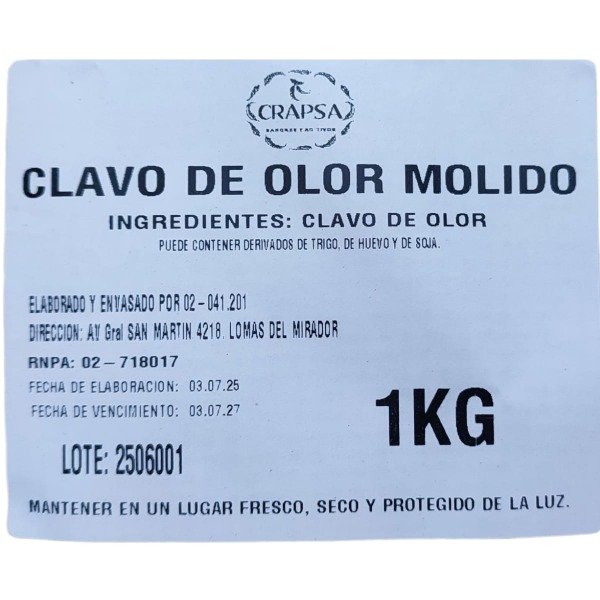 CRAPSA
CLAVO DE OLOR MOLIDO
INGREDIENTES: CLAVO DE OLOR
PUEDE CONTENER DERIVADOS DE TRIGO, DE HUEVO Y DE SOJA.
ELABORADO Y ENVASADO POR 02-041.201
DIRECCION: AV Gral SAN MARTIN 4218. LOMAS DEL MIRADOR
RNPA: 02-718017
FECHA DE ELABORACION: 03.07.25
FECHA DE VENCIMIENTO: 03.07.27
1KG
LOTE: 2506001
MANTENER EN UN LUGAR FRESCO, SECO Y PROTEGIDO DE LA LUZ.